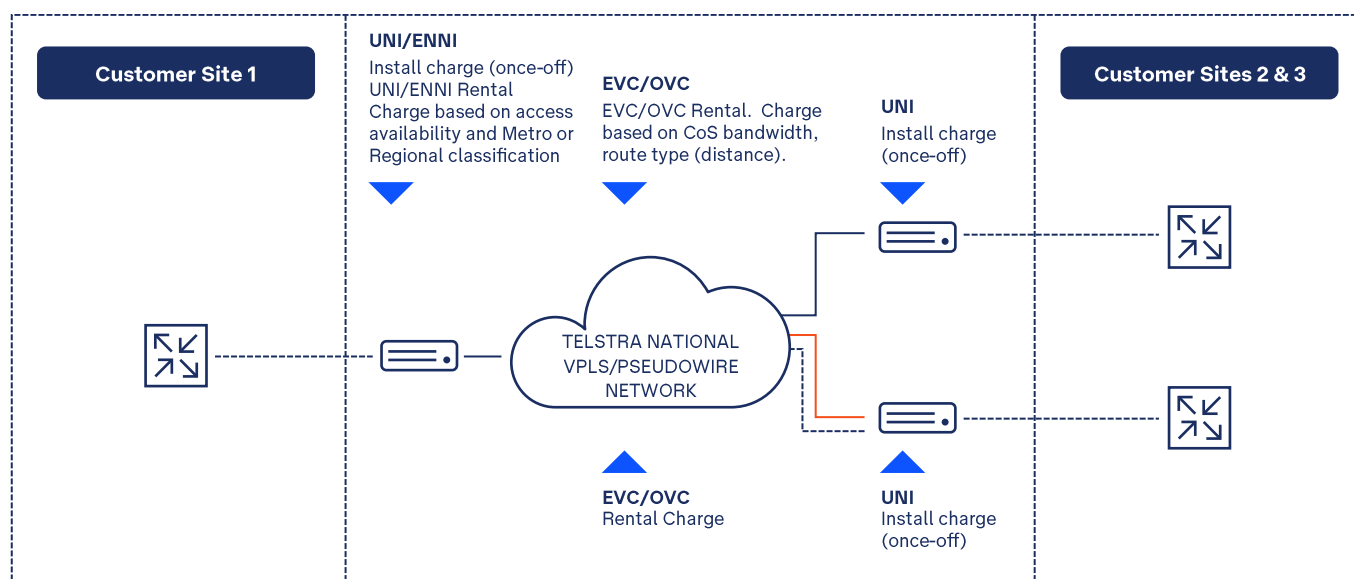 Customer Site 1
UNI/ENNI
Install charge (once-off)
UNI/ENNI Rental
Charge based on access
availability and Metro or
Regional classification
EVC/OVC
EVC/OVC Rental.  Charge
based on CoS bandwidth,
route type (distance).
UNI
Install charge
(once-off)
Customer Sites 2 & 3
TELSTRA NATIONAL
VPLS/PSEUDOWIRE
NETWORK
EVC/OVC
Rental Charge
UNI
Install charge
(once-off)